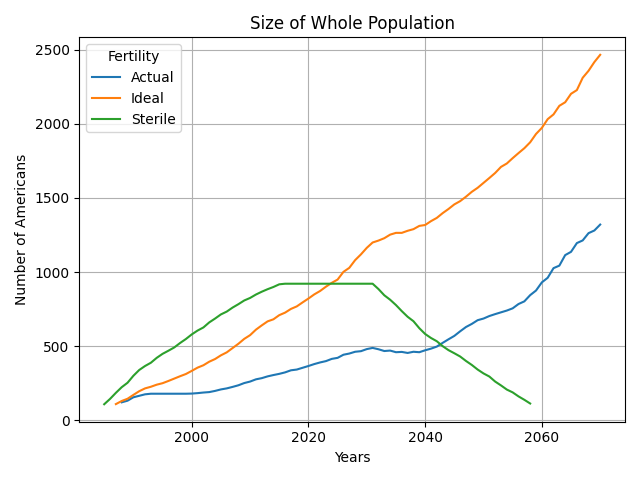 Size of Whole Population
Fertility
Actual
Ideal
Sterile
Number of Americans
2500
2000
1500
1000
500
0
2000
2020
2040
2060
Years